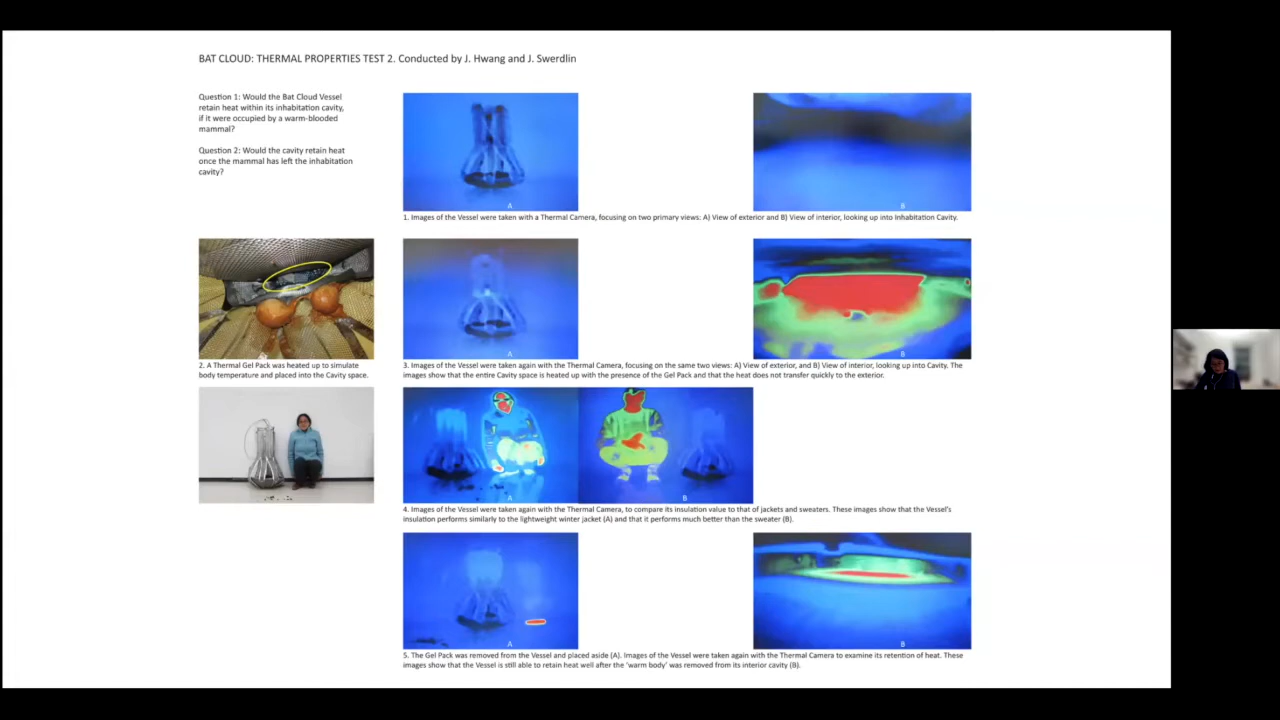 BAT CLOUD: THERMAL PROPERTIES TEST 2. Conducted by J. Hwang and J. Swerdlin
Question 1: Would the Bat Cloud Vessel
retain heat within its inhabitation cavity,
if it were occupied by a warm-blooded
mammal?
Question 2: Would the cavity retain heat
once the mammal has left the inhabitation
cavity?
A
B
1. Images of the Vessel were taken with a Thermal Camera, focusing on two primary views: A) View of exterior and B) View of interior, looking up into Inhabitation Cavity.
2. A Thermal Gel Pack was heated up to simulate
body temperature and placed into the Cavity space.
A
B
3. Images of the Vessel were taken again with the Thermal Camera, focusing on the same two views: A) View of exterior, and B) View of interior, looking up into Cavity. The
images show that the entire Cavity space is heated up with the presence of the Gel Pack and that the heat does not transfer quickly to the exterior.
A
B
4. Images of the Vessel were taken again with the Thermal Camera, to compare its insulation value to that of jackets and sweaters. These images show that the Vessel's
insulation performs similarly to the lightweight winter jacket (A) and that it performs much better than the sweater (B).
A
B
5. The Gel Pack was removed from the Vessel and placed aside (A). Images of the Vessel were taken again with the Thermal Camera to examine its retention of heat. These
images show that the Vessel is still able to retain heat well after the 'warm body' was removed from its interior cavity (B).